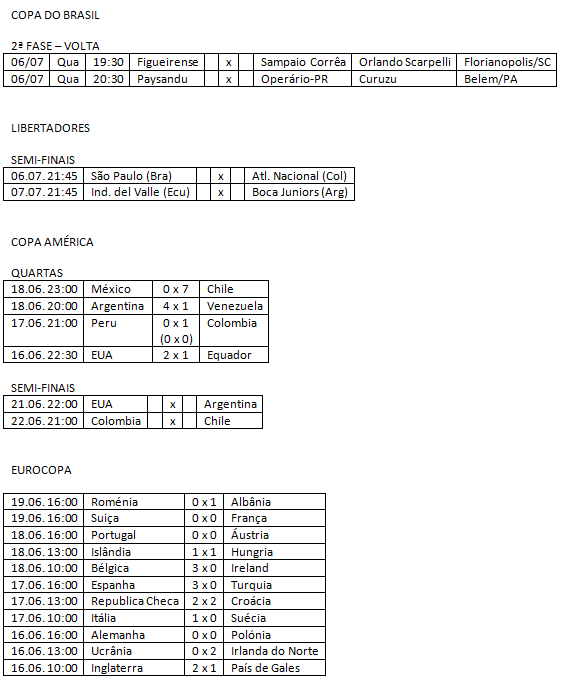 COPA DO BRASIL
2ª FASE – VOLTA
06/07 Qua 19:30 Figueirense x Sampaio Corrêa Orlando Scarpelli Florianopolis/SC
06/07 Qua 20:30 Paysandu x Operário-PR Curuzu Belem/PA
LIBERTADORES
SEMI-FINAIS
06.07.21:45 São Paulo (Bra) x Atl. Nacional (Col)
07.07.21:45 Ind. del Valle (Ecu) x Boca Juniors (Arg)
COPA AMÉRICA
QUARTAS
18.06.23:00 México 0 x 7 Chile
18.06.20:00 Argentina 4 x 1 Venezuela
17.06.21:00 Peru 0 x 1 Colombia
(0 x 0)
16.06.22:30 EUA 2 x 1 Equador
SEMI-FINAIS
21.06.22:00 EUA x Argentina
22.06.21:00 Colombia x Chile
EUROCOPA
19.06.16:00 Roménia 0 x 1 Albânia
19.06.16:00 Suiça 0 x 0 França
18.06.16:00 Portugal 0 x 0 Áustria
18.06.13:00 Islândia 1 x 1 Hungria
18.06.10:00 Bélgica 3 x 0 Ireland
17.06.16:00 Espanha 3 x 0 Turquia
17.06.13:00 Republica Checa 2 x 2 Croácia
17.06.10:00 Itália 1 x 0 Suécia
16.06.16:00 Alemanha 0 x 0 Polónia
16.06.13:00 Ucrânia 0 x 2 Irlanda do Norte
16.06.10:00 Inglaterra 2 x 1 País de Gales